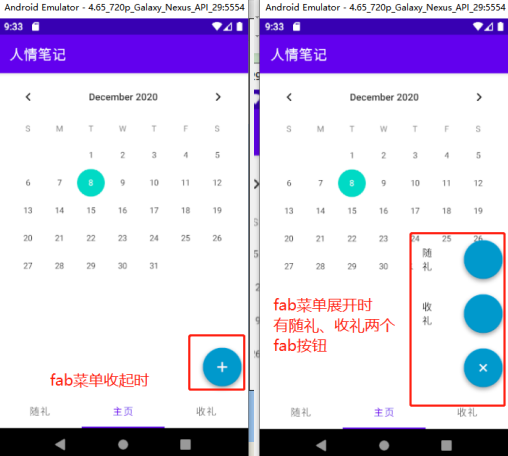 Android Emulator - 4.65_720p_Galaxy_Nexus_API_29:5554
9:33
人情笔记
December 2020
S M T W T F S
1 2 3 4 5
6 7 8 9 10 11 12
13 14 15 16 17 18 19
20 21 22 23 24 25 26
27 28 29 30 31
fab菜单收起时
随礼 主页 收礼
Android Emulator - 4.65_720p_Galaxy_Nexus_API_29:5554
9:33
人情笔记
December 2020
S M T W T F S
1 2 3 4 5
6 7 8 9 10 11 12
13 14 15 16 17 18 19
20 21 22 23 24 25 26
27 28 29 30 31
随
礼
收
礼
fab菜单展开时
有随礼、收礼两个
fab按钮
随礼 主页 收礼